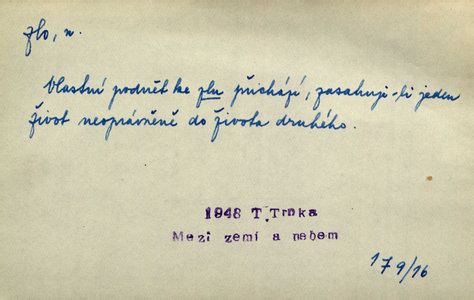 zlo, n.
Vlastní podnět ke zlu přichází, zasahuje-li jeden
život neoprávněně do života druhého.
1948 T.Trnka
Mezi zemí a nebem
179/16